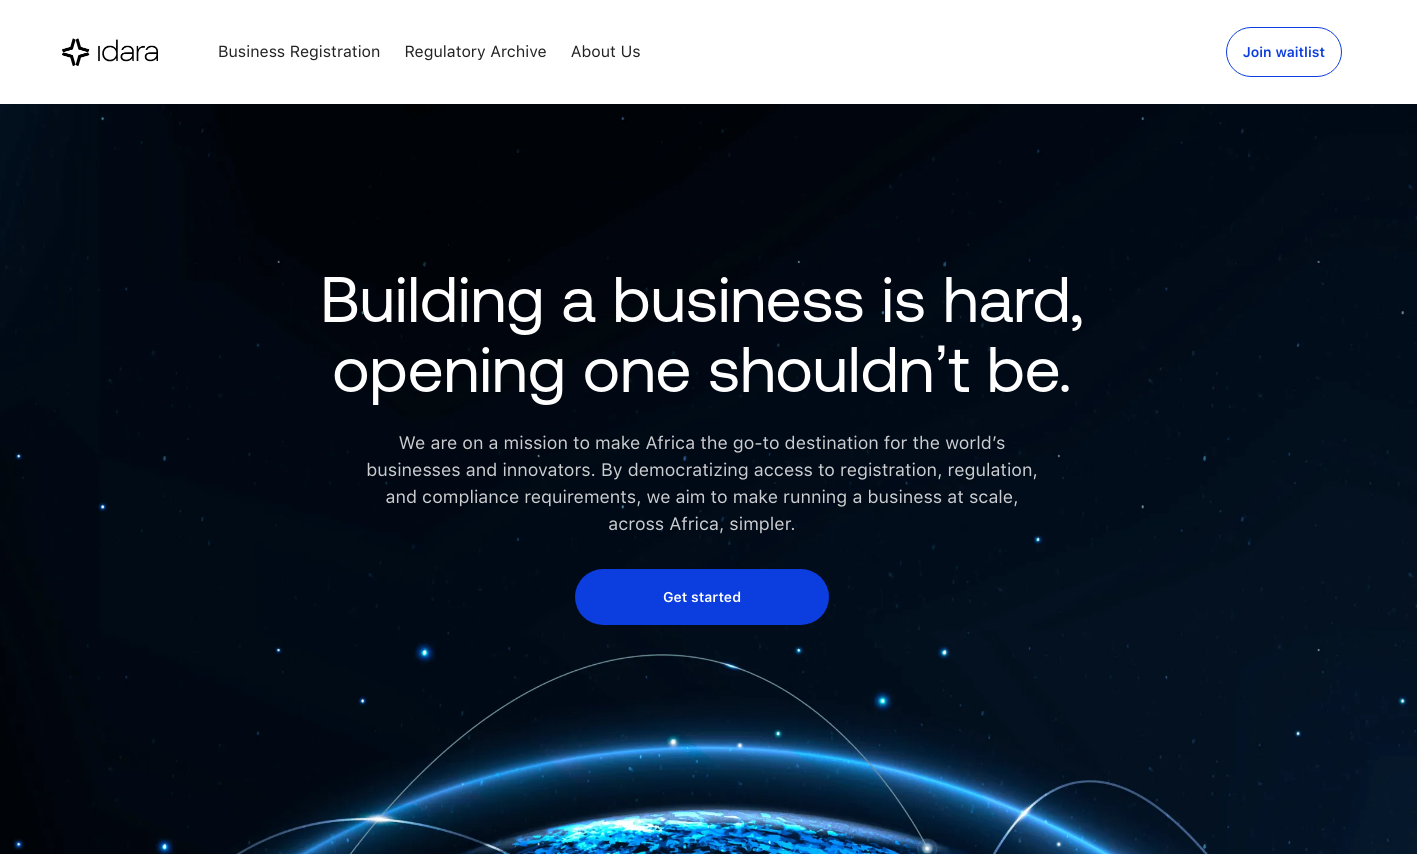 idara
Business Registration
Regulatory Archive
About Us
Join waitlist
Building a business is hard,
opening one shouldn’t be.
We are on a mission to make Africa the go-to destination for the world’s
businesses and innovators. By democratizing access to registration, regulation,
and compliance requirements, we aim to make running a business at scale,
across Africa, simpler.
Get started